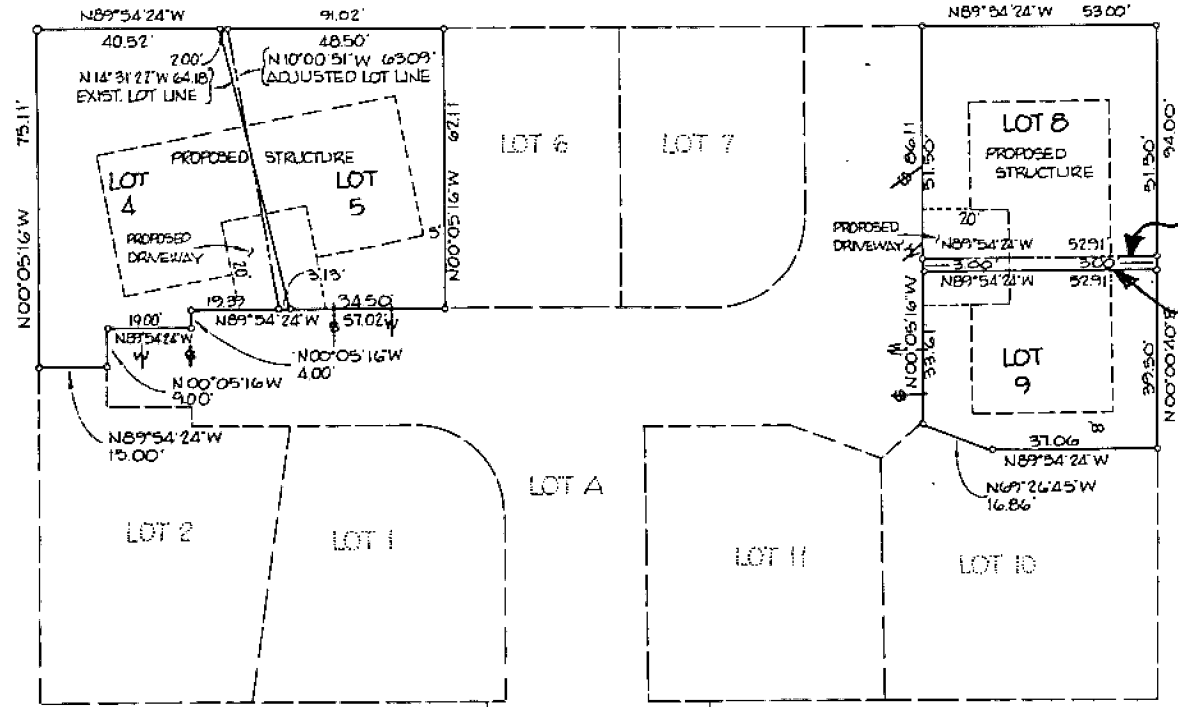 N89°54'24"W 91.02'
40.52' 48.50'
2.00'
N14°31'27"W 64.18'
EXIST. LOT LINE
N10°00'51"W 63.09'
ADJUSTED LOT LINE
75.11'
N00°05'16"W
PROPOSED STRUCTURE
LOT
4
LOT
5
PROPOSED
DRIVEWAY
20'
5'
62.11
N00°05'16"W
3.13'
19.39
34.50'
N89°54'24"W 57.02'
W
S
19.00'
N89°54'24"W
W
S
N00°05'16"W
4.00'
N00°05'16"W
9.00'
N89°54'24"W
15.00'
LOT 6
LOT 7
LOT 2
LOT 1
LOT A
LOT 11
LOT 10
N89°54'24"W 53.00'
S
86.11
51.50'
LOT 8
PROPOSED
STRUCTURE
94.00'
51.50'
PROPOSED
DRIVEWAY
W
20'
N89°54'24"W 52.91'
3.00' 3.00
N89°54'24"W 52.91'
N00°05'16"W
W
S
LOT
9
39.50'
8'
37.06
N89°54'24"W
N69°26'45"W
16.86'